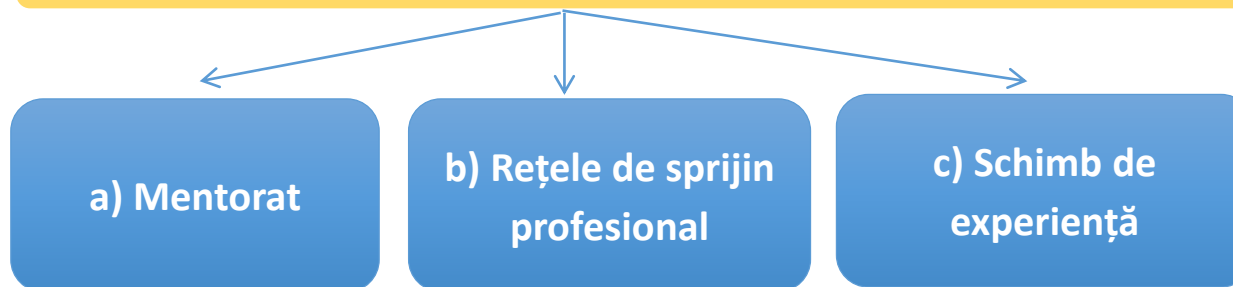 a) Mentorat
b) Rețele de sprijin
profesional
c) Schimb de
experiență